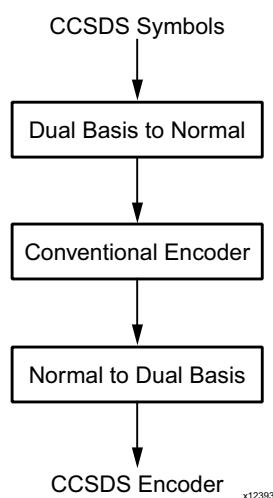 CCSDS Symbols
Dual Basis to Normal
Conventional Encoder
Normal to Dual Basis
CCSDS Encoder
x12393